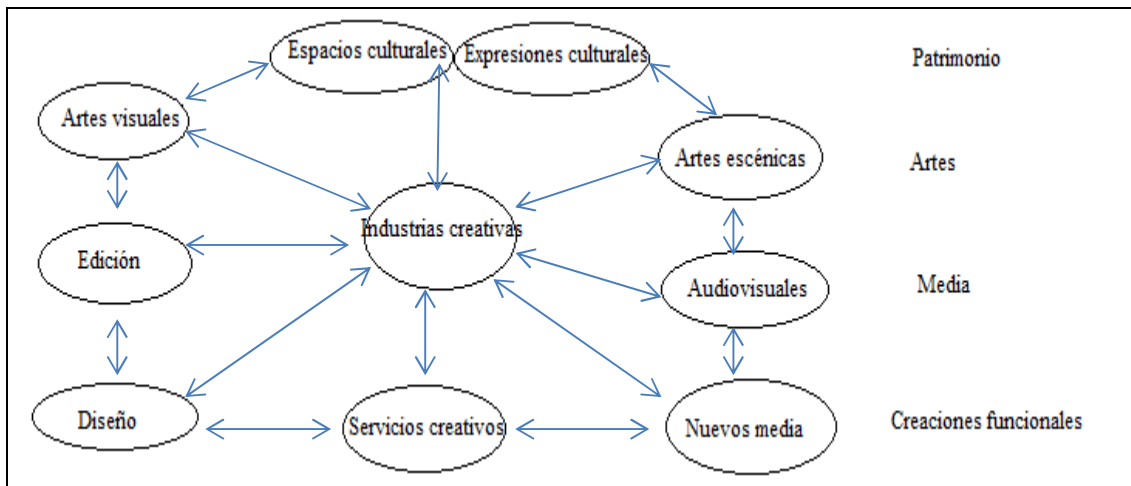 Espacios culturales
Expresiones culturales
Patrimonio
Artes visuales
Artes escénicas
Artes
Industrias creativas
Edición
Audiovisuales
Media
Diseño
Servicios creativos
Nuevos media
Creaciones funcionales